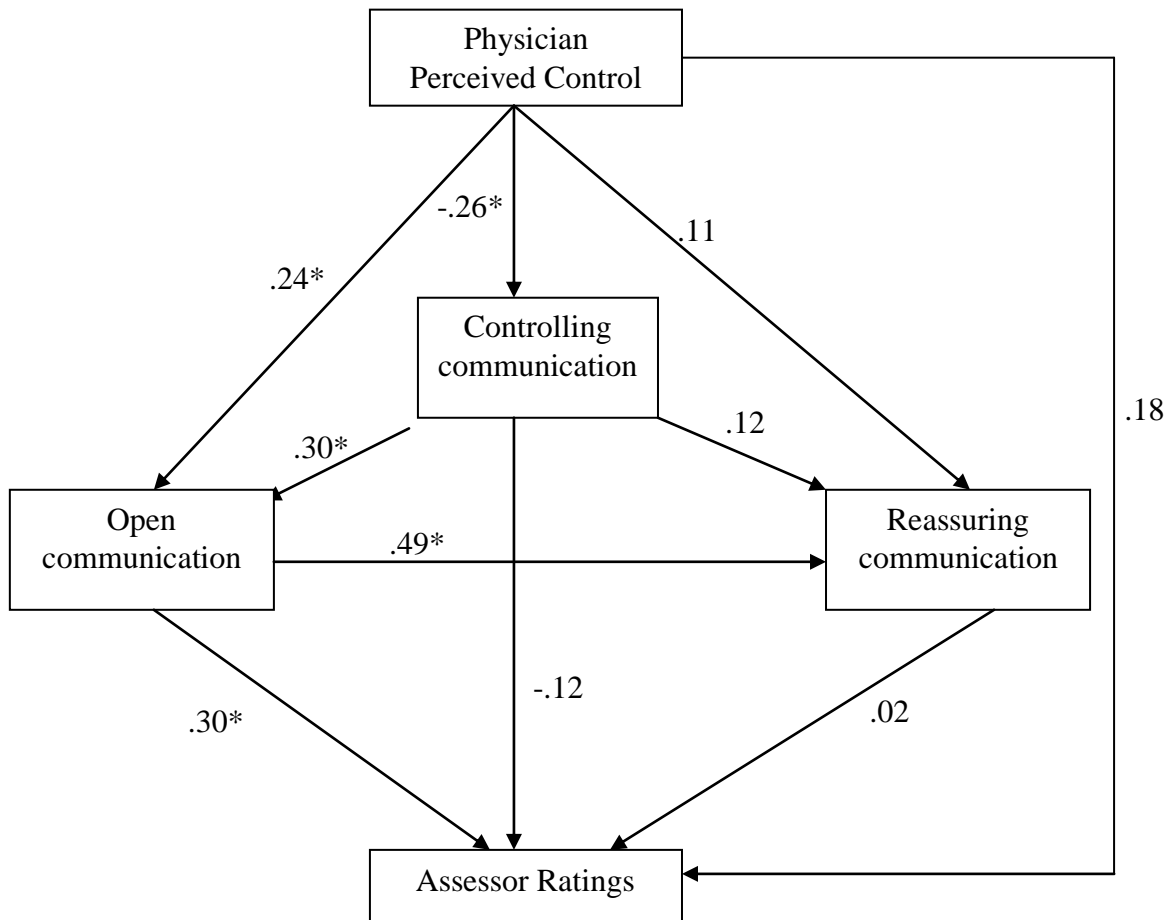 Physician
Perceived Control
-.26*
.11
.24*
Controlling
communication
.18
.30*
.12
Open
communication
.49*
Reassuring
communication
.30*
-.12
.02
Assessor Ratings